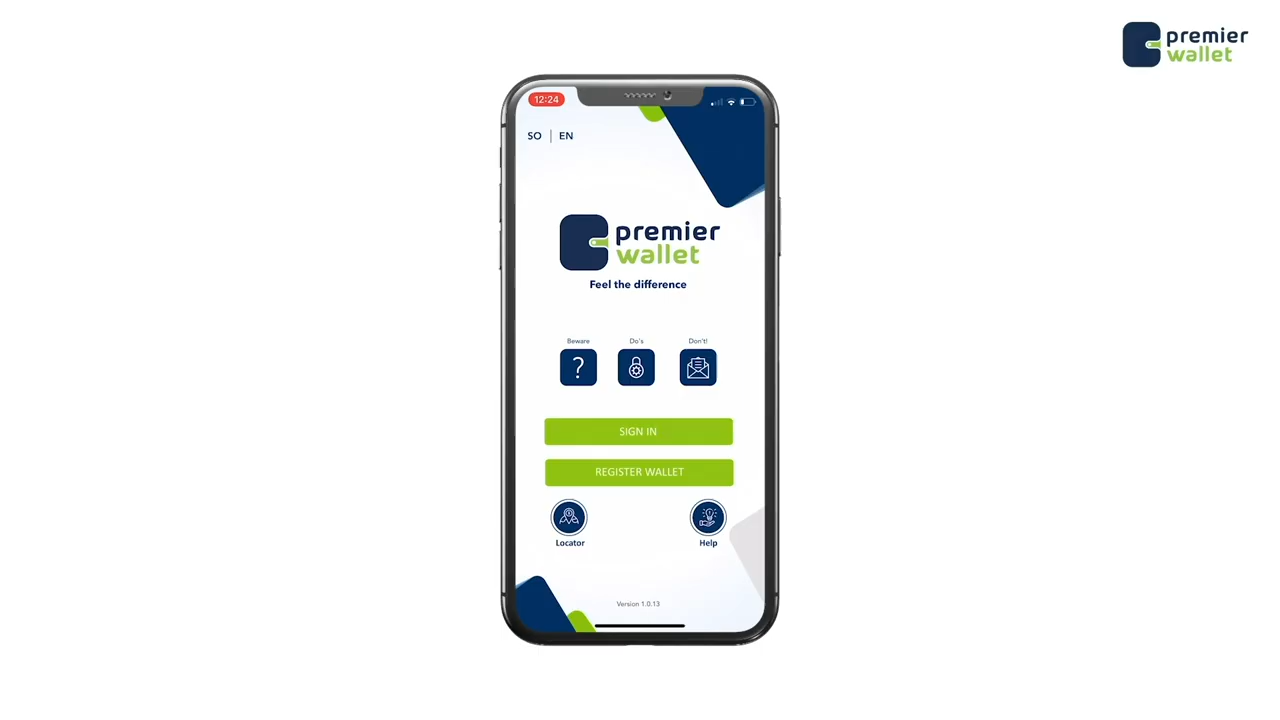 premier
wallet
12:24
SO | EN
premier
wallet
Feel the difference
Beware
Do's
Don't!
SIGN IN
REGISTER WALLET
Locator
Help
Version 1.0.13